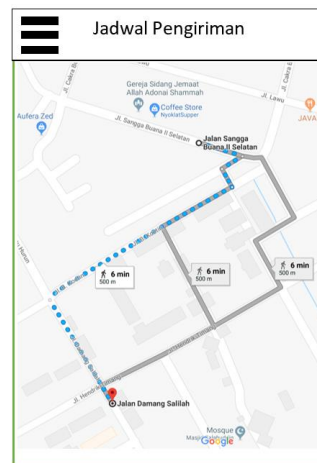 Jadwal Pengiriman
Gereja Sidang Jemaat
Allah Adonai Shammah
Jl. Lawu
Coffee Store
NyoklatSupper
Aufera Zed
JAVA
Jl. Sangga Buana II Selatan
Jalan Sangga
Buana II Selatan
6 min
500 m
6 min
500 m
6 min
500 m
Jalan Damang Salilah
Mosque
Google